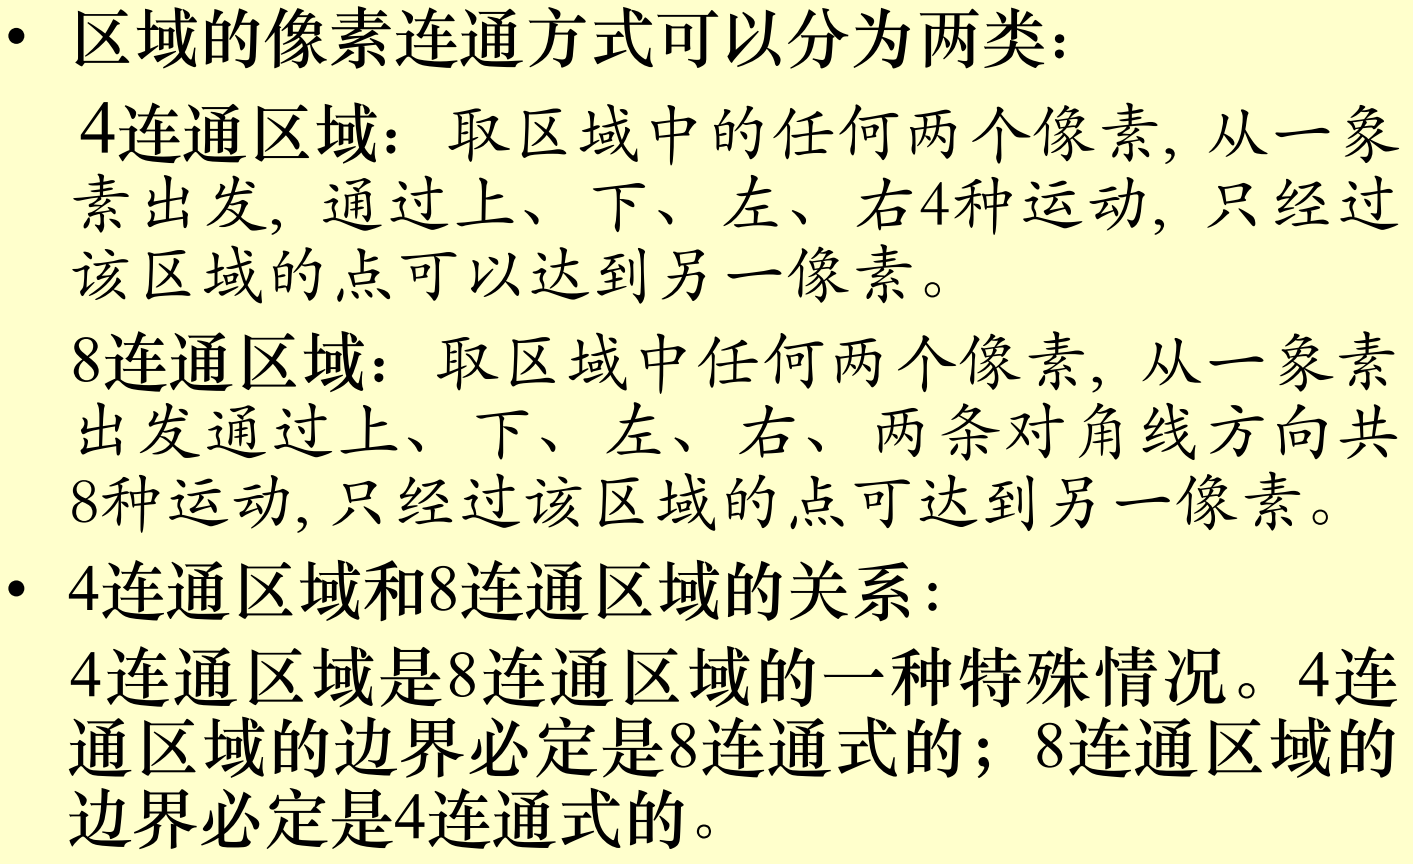 • 区域的像素连通方式可以分为两类：
4连通区域：取区域中的任何两个像素, 从一象
素出发, 通过上、下、左、右4种运动, 只经过
该区域的点可以达到另一像素。
8连通区域：取区域中任何两个像素, 从一象素
出发通过上、下、左、右、两条对角线方向共
8种运动, 只经过该区域的点可达到另一像素。
• 4连通区域和8连通区域的关系：
4连通区域是8连通区域的一种特殊情况。4连
通区域的边界必定是8连通式的；8连通区域的
边界必定是4连通式的。